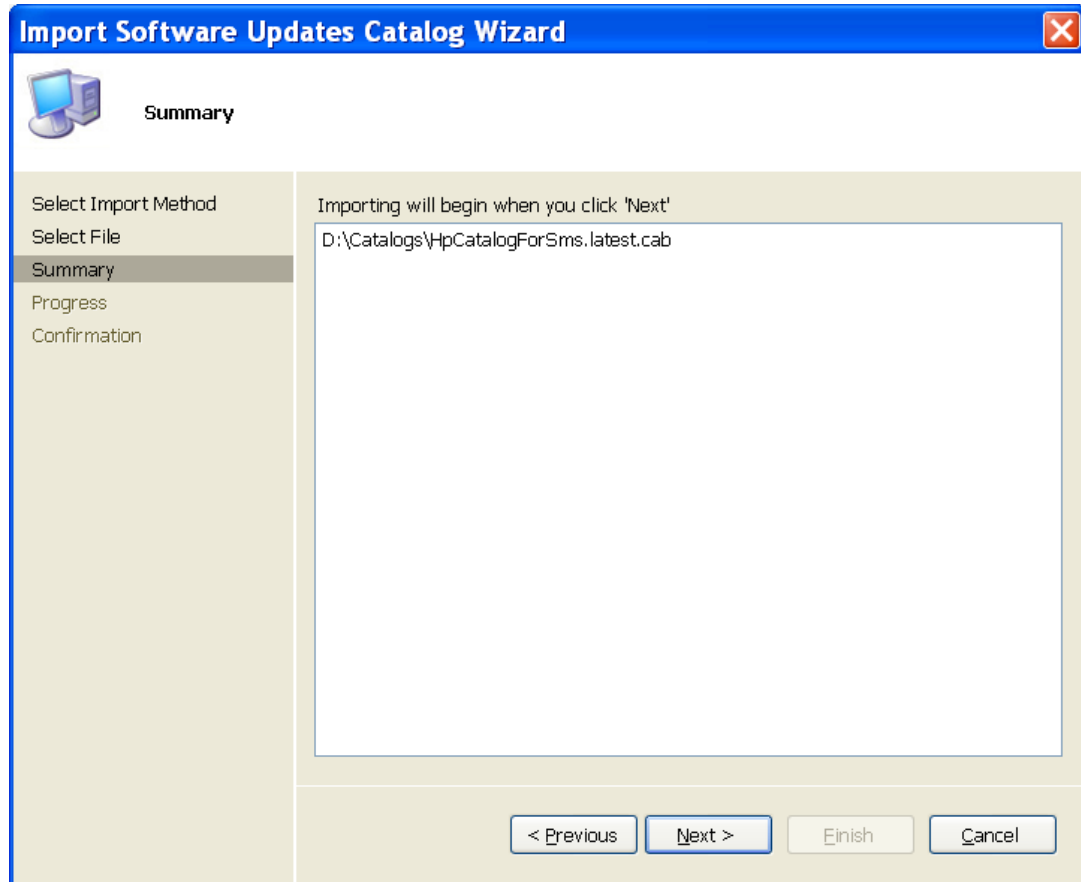 Import Software Updates Catalog Wizard
Summary
Select Import Method
Select File
Summary
Progress
Confirmation
Importing will begin when you click 'Next'
D:\Catalogs\HpCatalogForSms.latest.cab
< Previous
Next >
Finish
Cancel